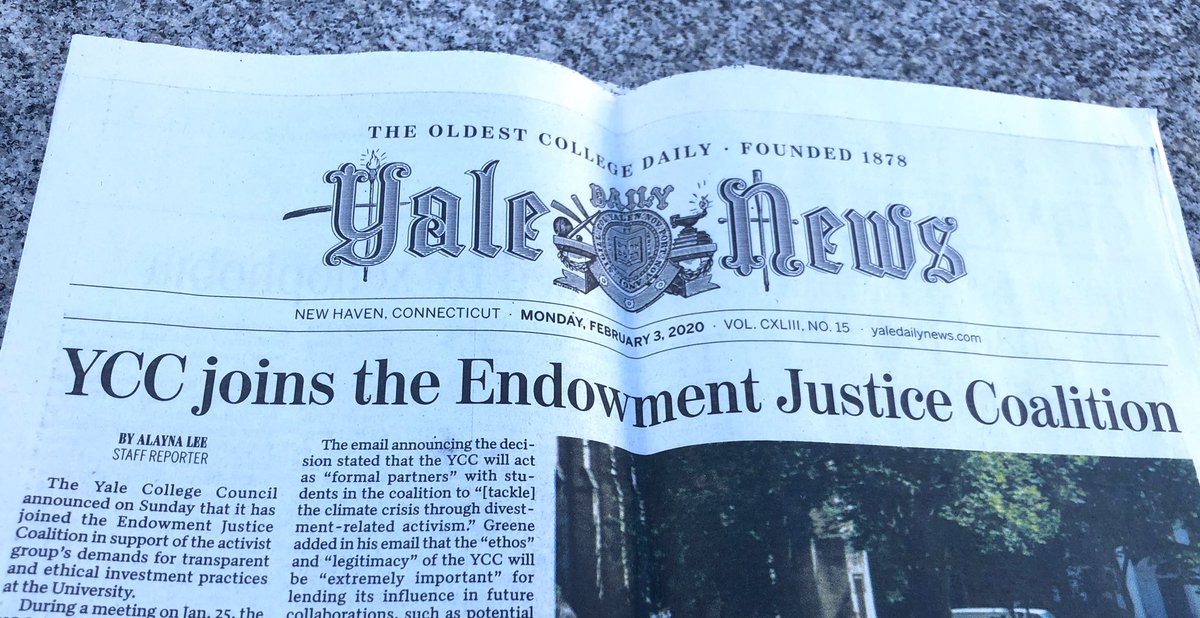 THE OLDEST COLLEGE DAILY · FOUNDED 1878
Yale DAILY News
NEW HAVEN, CONNECTICUT · MONDAY, FEBRUARY 3, 2020 · VOL. CXLIII, NO. 15 · yaledailynews.com
YCC joins the Endowment Justice Coalition
BY ALAYNA LEE
STAFF REPORTER
The Yale College Council
announced on Sunday that it has
joined the Endowment Justice
Coalition in support of the activist
group's demands for transparent
and ethical investment practices
at the University.
During a meeting on Jan. 25, the
The email announcing the deci-
sion stated that the YCC will act
as “formal partners” with stu-
dents in the coalition to “[tackle]
the climate crisis through divest-
ment-related activism.” Greene
added in his email that the “ethos”
and “legitimacy” of the YCC will
be “extremely important” for
lending its influence in future
collaborations, such as potential